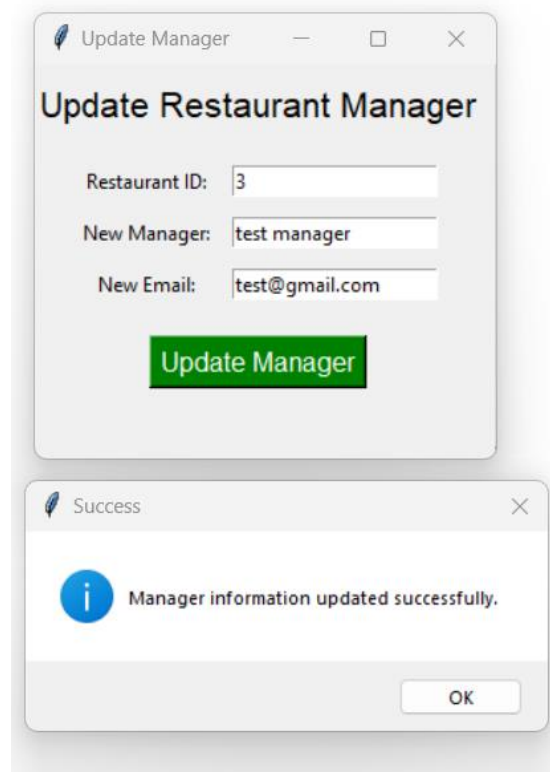 Update Manager
Update Restaurant Manager
Restaurant ID: 3
New Manager: test manager
New Email: test@gmail.com
Update Manager
Success
Manager information updated successfully.
OK